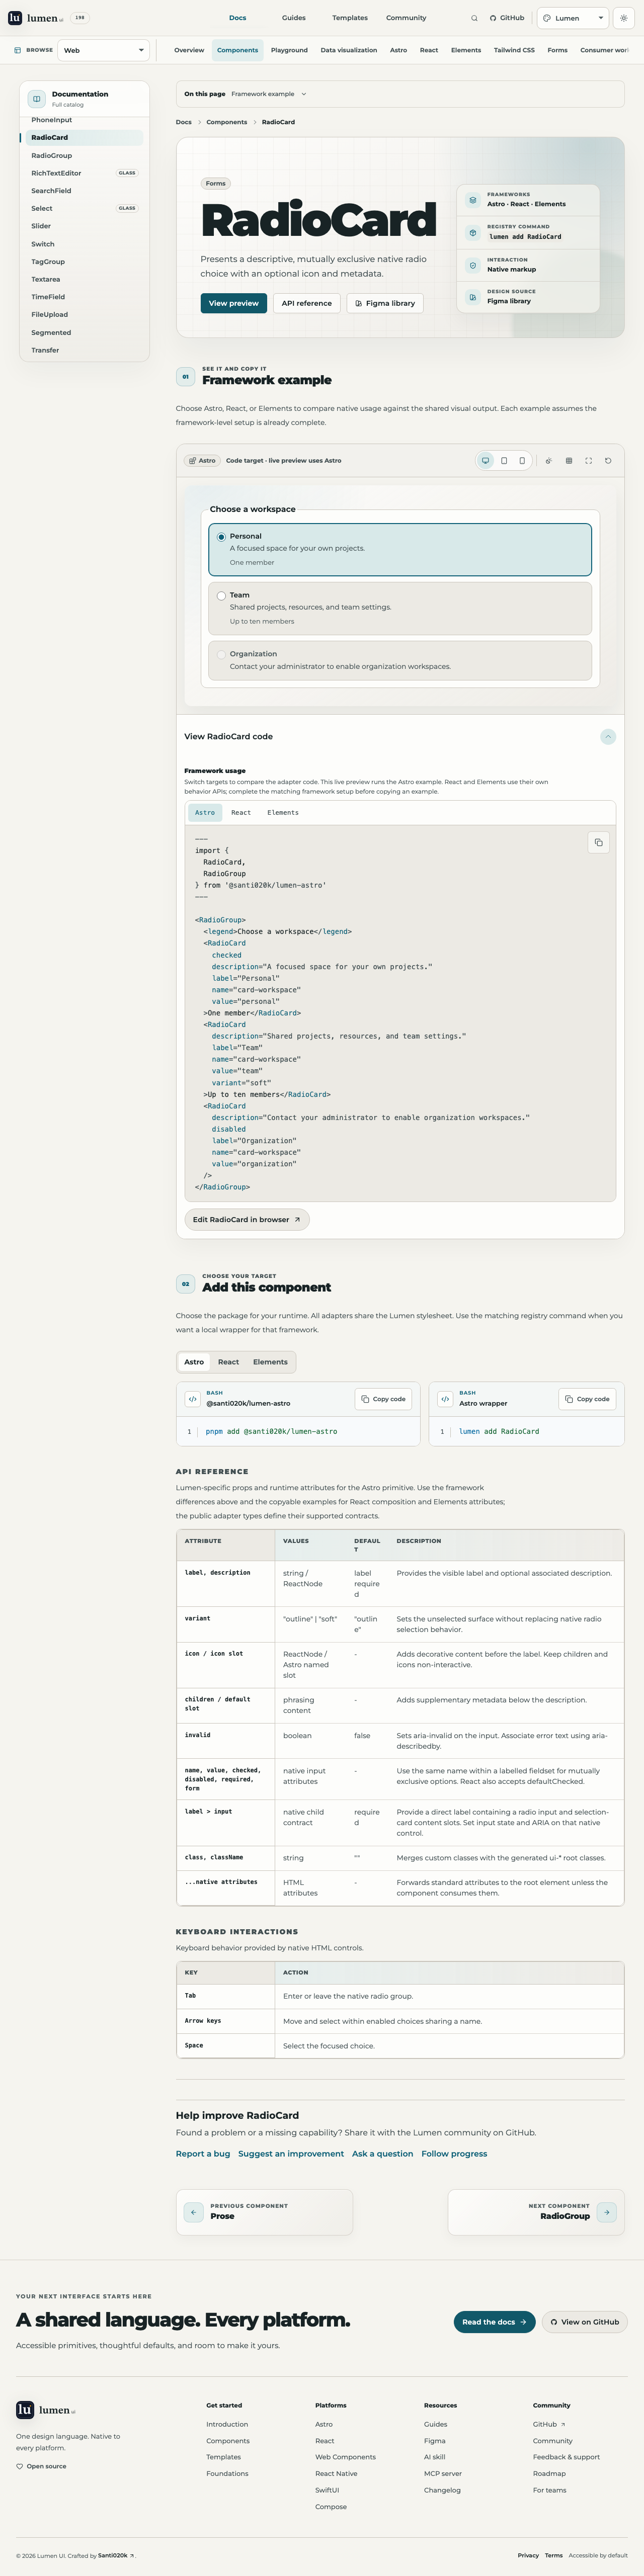 lu lumen ui 198
Docs Guides Templates Community
GitHub Lumen
BROWSE Web
Overview Components Playground Data visualization Astro React Elements Tailwind CSS Forms
Documentation
Full catalog
PhoneInput
RadioCard
RadioGroup
RichTextEditor GLASS
SearchField
Select GLASS
Slider
Switch
TagGroup
Textarea
TimeField
FileUpload
Segmented
Transfer
On this page Framework example
Docs > Components > RadioCard
Forms
RadioCard
Presents a descriptive, mutually exclusive native radio
choice with an optional icon and metadata.
View preview API reference Figma library
FRAMEWORKS
Astro · React · Elements
REGISTRY COMMAND
lumen add RadioCard
INTERACTION
Native markup
DESIGN SOURCE
Figma library
01
SEE IT AND COPY IT
Framework example
Choose Astro, React, or Elements to compare native usage against the shared visual output. Each example assumes the
framework-level setup is already complete.
Astro Code target · live preview uses Astro
Choose a workspace
Personal
A focused space for your own projects.
One member
Team
Shared projects, resources, and team settings.
Up to ten members
Organization
Contact your administrator to enable organization workspaces.
View RadioCard code
Framework usage
Switch targets to compare the adapter code. This live preview runs the Astro example. React and Elements use their own
behavior APIs; complete the matching framework setup before copying an example.
Astro React Elements
---
import {
  RadioCard,
  RadioGroup
} from '@santi020k/lumen-astro'
---
<RadioGroup>
  <legend>Choose a workspace</legend>
  <RadioCard
    checked
    description="A focused space for your own projects."
    label="Personal"
    name="card-workspace"
    value="personal"
  >One member</RadioCard>
  <RadioCard
    description="Shared projects, resources, and team settings."
    label="Team"
    name="card-workspace"
    value="team"
    variant="soft"
  >Up to ten members</RadioCard>
  <RadioCard
    description="Contact your administrator to enable organization workspaces."
    disabled
    label="Organization"
    name="card-workspace"
    value="organization"
  />
</RadioGroup>
Edit RadioCard in browser
02
CHOOSE YOUR TARGET
Add this component
Choose the package for your runtime. All adapters share the Lumen stylesheet. Use the matching registry command when you
want a local wrapper for that framework.
Astro React Elements
BASH
@santi020k/lumen-astro
Copy code
1 pnpm add @santi020k/lumen-astro
BASH
Astro wrapper
Copy code
1 lumen add RadioCard
API REFERENCE
Lumen-specific props and runtime attributes for the Astro primitive. Use the framework
differences above and the copyable examples for React composition and Elements attributes;
the public adapter types define their supported contracts.
ATTRIBUTE VALUES DEFAULT DESCRIPTION
label, description string / ReactNode label required Provides the visible label and optional associated description.
variant "outline" | "soft" "outline" Sets the unselected surface without replacing native radio selection behavior.
icon / icon slot ReactNode / Astro named slot - Adds decorative content before the label. Keep children and icons non-interactive.
children / default slot phrasing content - Adds supplementary metadata below the description.
invalid boolean false Sets aria-invalid on the input. Associate error text using aria-describedby.
name, value, checked, disabled, required, form native input attributes - Use the same name within a labelled fieldset for mutually exclusive options. React also accepts defaultChecked.
label > input native child contract required Provide a direct label containing a radio input and selection-card content slots. Set input state and ARIA on that native control.
class, className string "" Merges custom classes with the generated ui-* root classes.
...native attributes HTML attributes - Forwards standard attributes to the root element unless the component consumes them.
KEYBOARD INTERACTIONS
Keyboard behavior provided by native HTML controls.
KEY ACTION
Tab Enter or leave the native radio group.
Arrow keys Move and select within enabled choices sharing a name.
Space Select the focused choice.
Help improve RadioCard
Found a problem or a missing capability? Share it with the Lumen community on GitHub.
Report a bug Suggest an improvement Ask a question Follow progress
PREVIOUS COMPONENT
Prose
NEXT COMPONENT
RadioGroup
YOUR NEXT INTERFACE STARTS HERE
A shared language. Every platform.
Accessible primitives, thoughtful defaults, and room to make it yours.
Read the docs View on GitHub
lu lumen ui
One design language. Native to
every platform.
Open source
Get started
Introduction
Components
Templates
Foundations
Platforms
Astro
React
Web Components
React Native
SwiftUI
Compose
Resources
Guides
Figma
AI skill
MCP server
Changelog
Community
GitHub
Community
Feedback & support
Roadmap
For teams
© 2026 Lumen UI. Crafted by Santi020k.
Privacy Terms Accessible by default